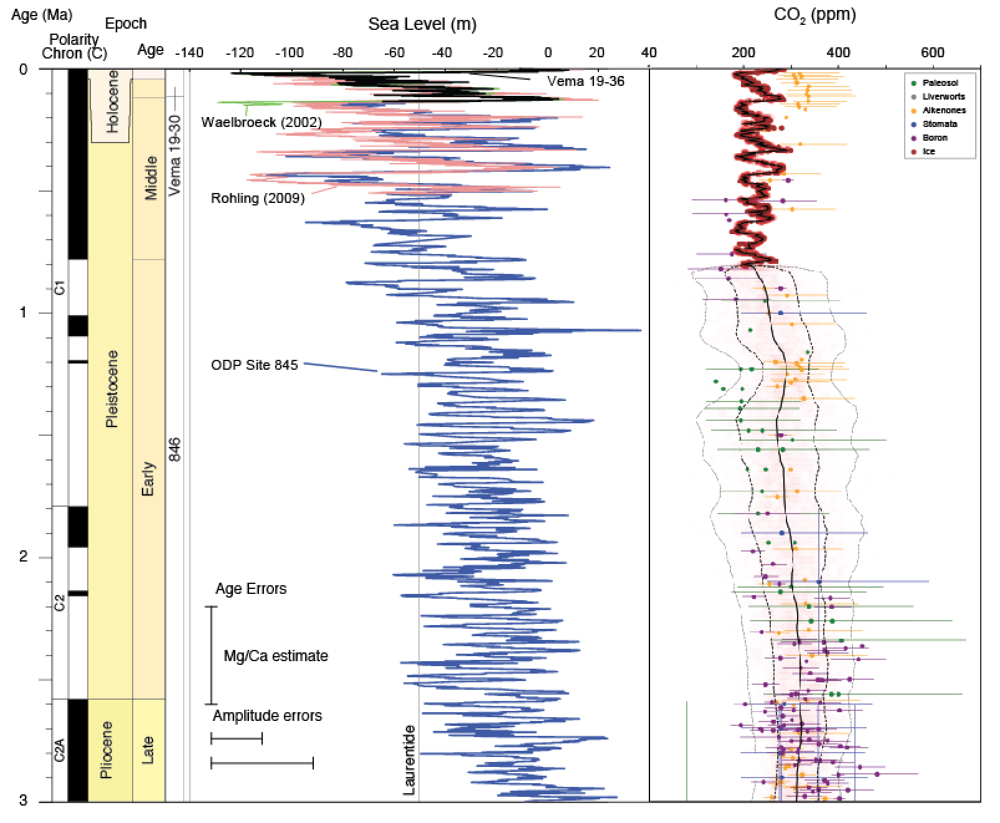 Age (Ma)
Epoch
Polarity
Chron (C)
Age
Sea Level (m)
CO2 (ppm)
-140 -120 -100 -80 -60 -40 -20 0 20 40
200 400 600
0
1
2
3
C1
C2
C2A
Holocene
Pleistocene
Pliocene
Middle
Early
Late
Vema 19-30
846
Vema 19-36
Waelbroeck (2002)
Rohling (2009)
ODP Site 845
Age Errors
Mg/Ca estimate
Amplitude errors
Laurentide
Paleosol
Liverworts
Alkenones
Stomata
Boron
Ice